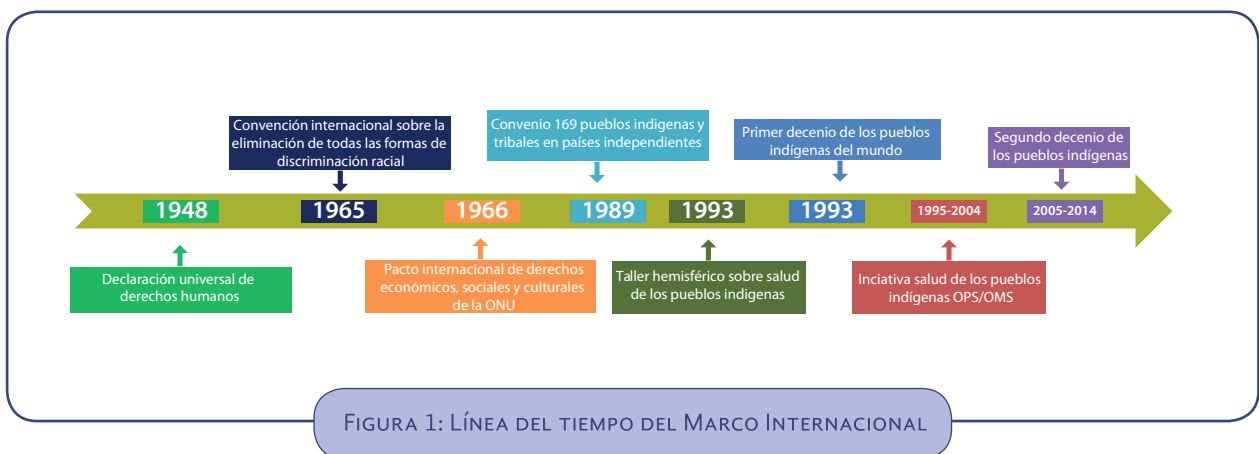 Convención internacional sobre la
eliminación de todas las formas de
discriminación racial
Convenio 169 pueblos indigenas y
tribales en países independientes
Primer decenio de los pueblos
indígenas del mundo
Segundo decenio de
los pueblos indígenas
1948
1965
1966
1989
1993
1993
1995-2004
2005-2014
Declaración universal de
derechos humanos
Pacto internacional de derechos
económicos, sociales y culturales
de la ONU
Taller hemisférico sobre salud
de los pueblos indigenas
Inciativa salud de los pueblos
indígenas OPS/OMS
Figura 1: Línea del tiempo del Marco Internacional